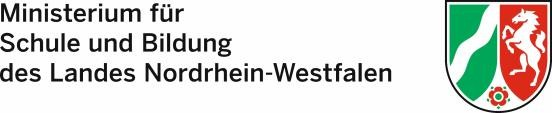 Ministerium für
Schule und Bildung
des Landes Nordrhein-Westfalen